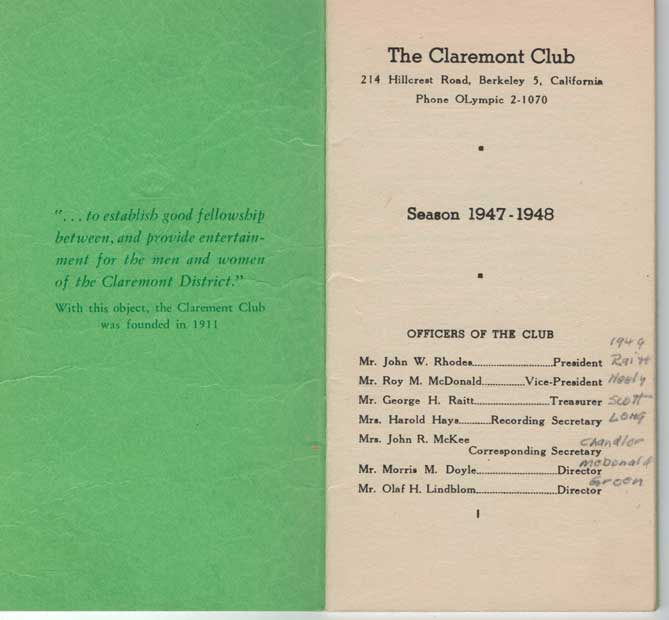 "... to establish good fellowship
between, and provide entertain-
ment for the men and women
of the Claremont District."
With this object, the Clarement Club
was founded in 1911
The Claremont Club
214 Hillcrest Road, Berkeley 5, California
Phone OLympic 2-1070
Season 1947-1948
OFFICERS OF THE CLUB
1949
Mr. John W. Rhodes President Raitt
Mr. Roy M. McDonald Vice-President Neely
Mr. George H. Raitt Treasurer Scott
Mrs. Harold Hays Recording Secretary LONG
Mrs. John R. McKee Chandler
Corresponding Secretary
McDonald
Mr. Morris M. Doyle Director
Green
Mr. Olaf H. Lindblom Director
1